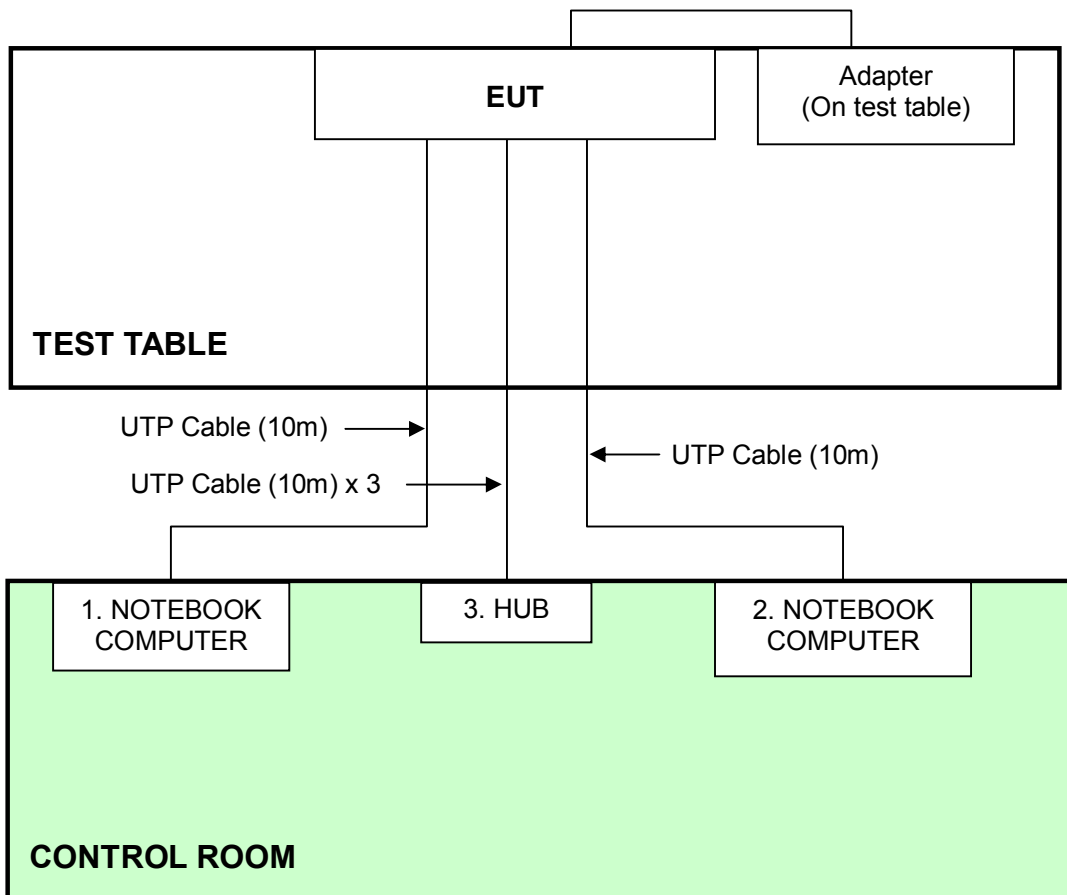 EUT
Adapter
(On test table)
TEST TABLE
UTP Cable (10m)
UTP Cable (10m)
UTP Cable (10m) x 3
1. NOTEBOOK
COMPUTER
3. HUB
2. NOTEBOOK
COMPUTER
CONTROL ROOM